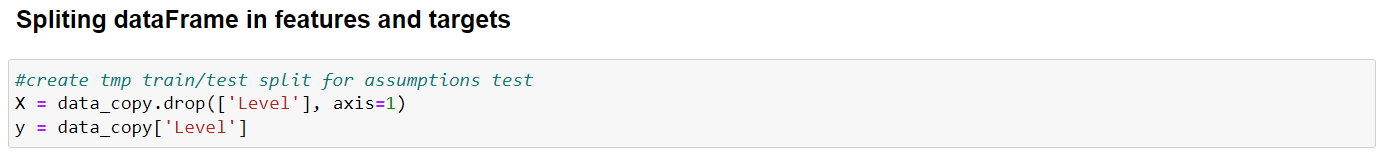 Spliting dataFrame in features and targets
#create tmp train/test split for assumptions test
X = data_copy.drop(['Level'], axis=1)
y = data_copy['Level']